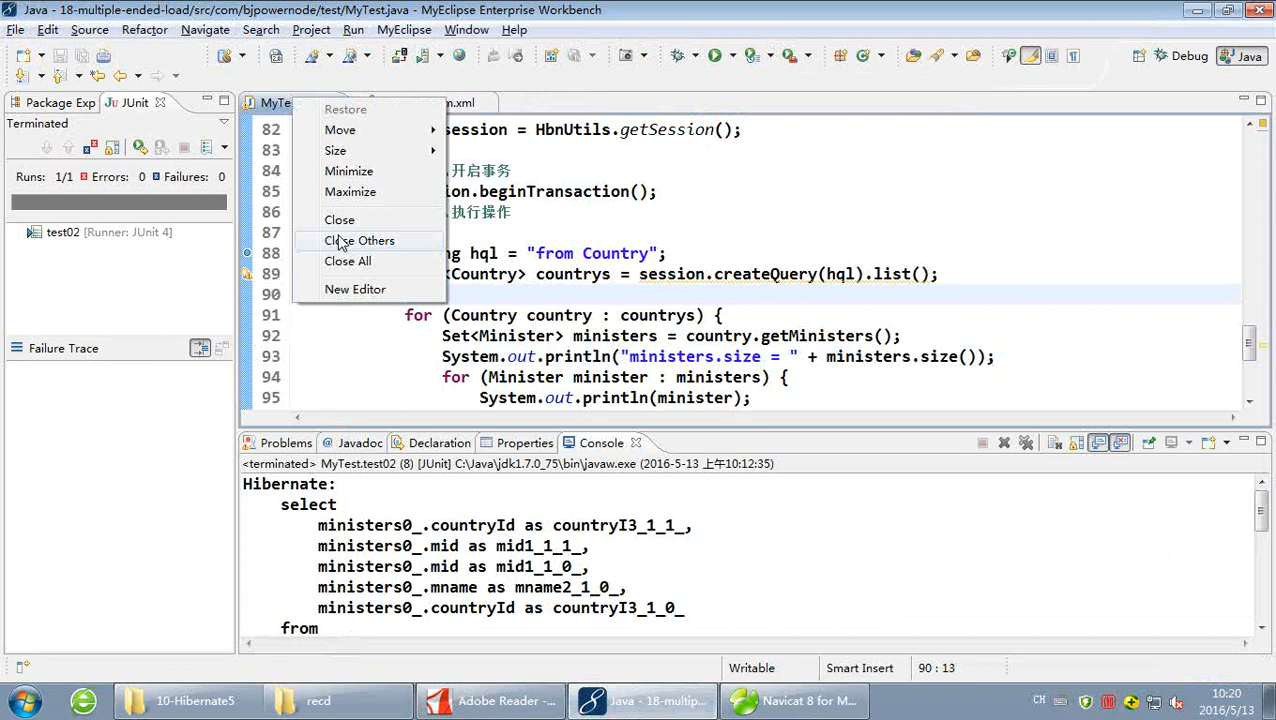 Java - 18-multiple-ended-load/src/com/bjpowernode/test/MyTest.java - MyEclipse Enterprise Workbench
File Edit Source Refactor Navigate Search Project Run MyEclipse Window Help
Debug Java
Package Exp JUnit
Terminated
Runs: 1/1 Errors: 0 Failures: 0
test02 [Runner: JUnit 4]
Failure Trace
m.xml
Restore
Move
Size
Minimize
Maximize
Close
Close Others
Close All
New Editor
82 session = HbnUtils.getSession();
83
84 开启事务
85 on.beginTransaction();
86 执行操作
87
88 ng hql = "from Country";
89 <Country> countrys = session.createQuery(hql).list();
90
91 for (Country country : countrys) {
92 Set<Minister> ministers = country.getMinisters();
93 System.out.println("ministers.size = " + ministers.size());
94 for (Minister minister : ministers) {
95 System.out.println(minister);
Problems Javadoc Declaration Properties Console
<terminated> MyTest.test02 (8) [JUnit] C:\Java\jdk1.7.0_75\bin\javaw.exe (2016-5-13 上午10:12:35)
Hibernate:
select
ministers0_.countryId as countryI3_1_1_,
ministers0_.mid as mid1_1_1_,
ministers0_.mid as mid1_1_0_,
ministers0_.mname as mname2_1_0_,
ministers0_.countryId as countryI3_1_0_
from
Writable Smart Insert 90 : 13
10-Hibernate5 recd Adobe Reader - ... Java - 18-multip... Navicat 8 for M... CH 10:20
2016/5/13